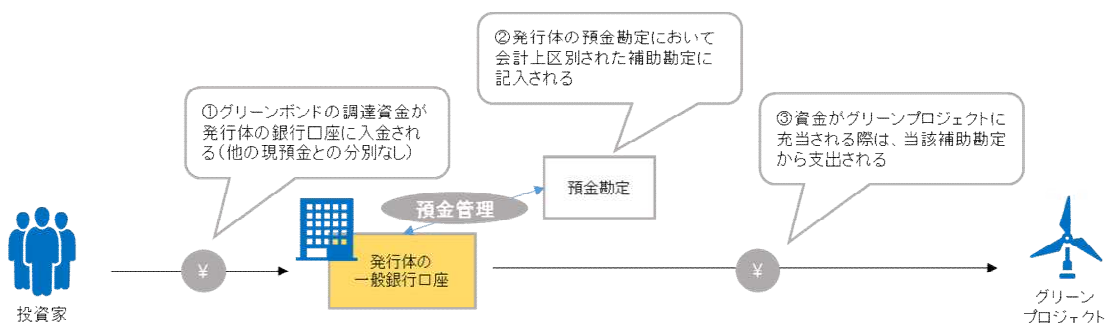 ②発行体の預金勘定において
会計上区別された補助勘定に
記入される
①グリーンボンドの調達資金が
発行体の銀行口座に入金され
る(他の現預金との分別なし)
③資金がグリーンプロジェクトに
充当される際は、当該補助勘定
から支出される
預金勘定
預金管理
¥
発行体の
一般銀行口座
¥
投資家
グリーン
プロジェクト